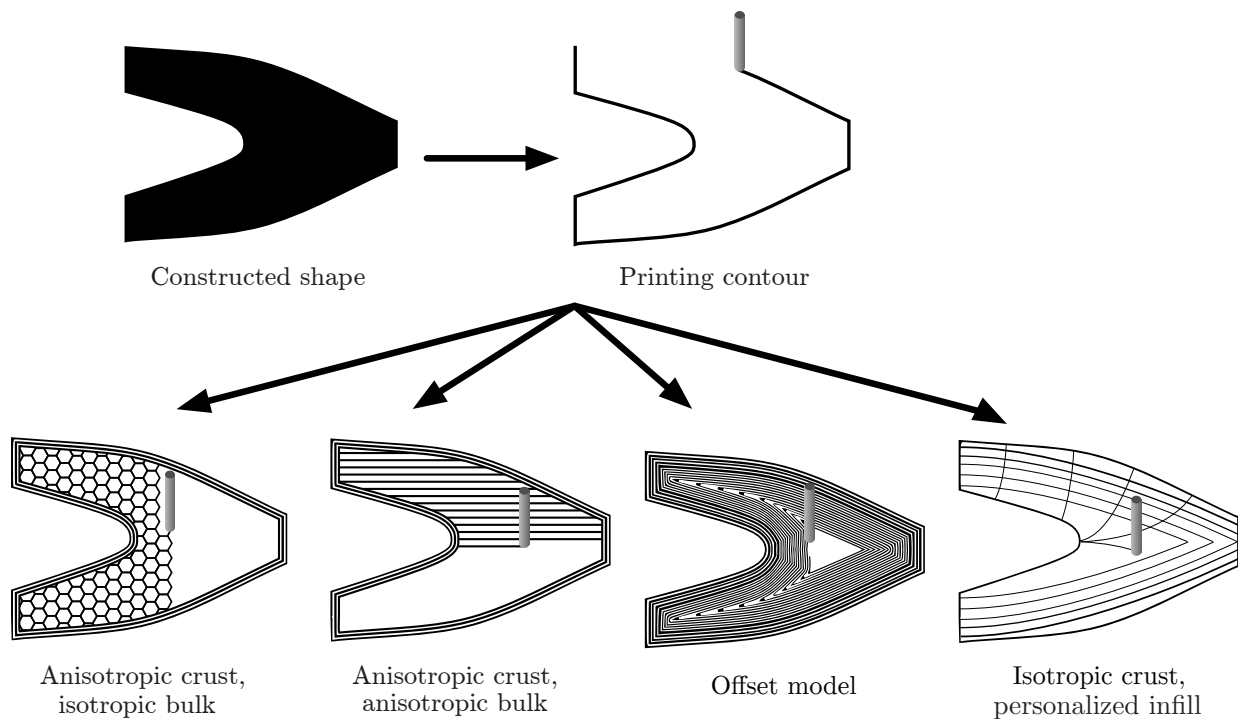 Constructed shape
Printing contour
Anisotropic crust,
isotropic bulk
Anisotropic crust,
anisotropic bulk
Offset model
Isotropic crust,
personalized infill